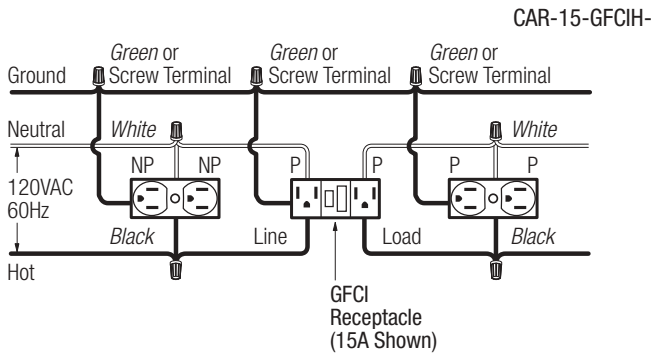 CAR-15-GFCIH-
Green or Screw Terminal
Green or Screw Terminal
Green or Screw Terminal
Ground
Neutral
White
White
NP
NP
P
P
P
P
120VAC
60Hz
Black
Line
Load
Black
Hot
GFCI
Receptacle
(15A Shown)